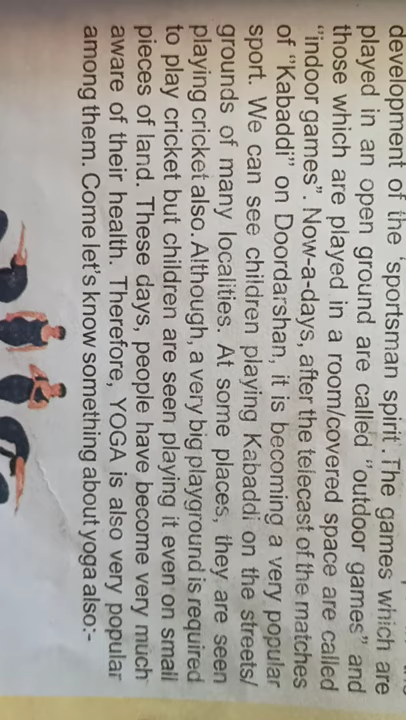 development of the 'sportsman spirit'. The games which are
played in an open ground are called "outdoor games" and
those which are played in a room/covered space are called
"indoor games". Now-a-days, after the telecast of the matches
of "Kabaddi" on Doordarshan, it is becoming a very popular
sport. We can see children playing Kabaddi on the streets/
grounds of many localities. At some places, they are seen
playing cricket also. Although, a very big playground is required
to play cricket but children are seen playing it even on small
pieces of land. These days, people have become very much
aware of their health. Therefore, YOGA is also very popular
among them. Come let's know something about yoga also:-